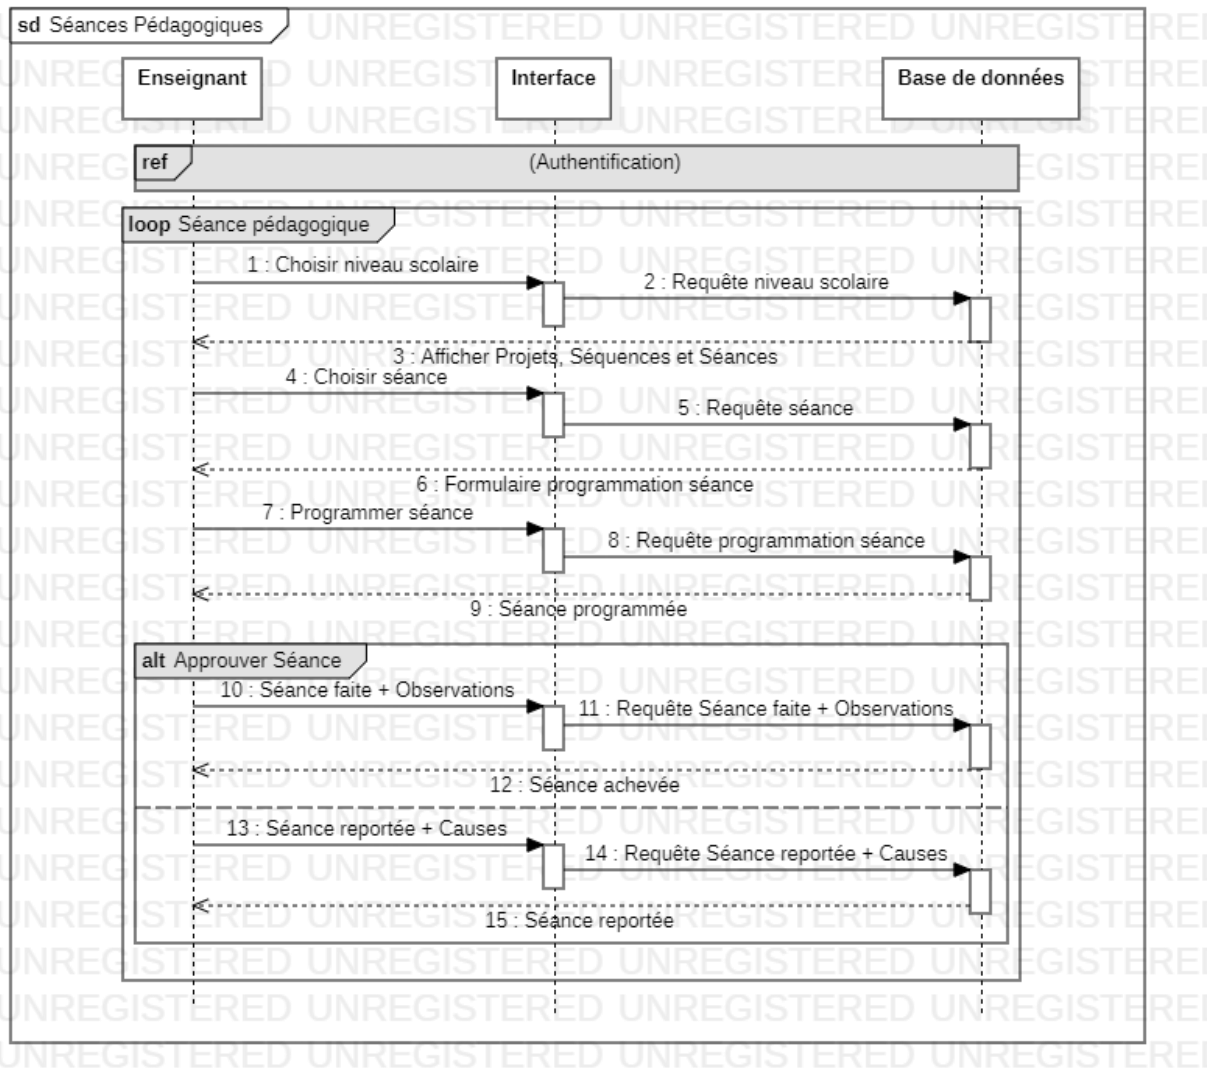 sd Séances Pédagogiques
Enseignant
Interface
Base de données
ref
(Authentification)
loop Séance pédagogique
1 : Choisir niveau scolaire
2 : Requête niveau scolaire
3 : Afficher Projets, Séquences et Séances
4 : Choisir séance
5 : Requête séance
6 : Formulaire programmation séance
7 : Programmer séance
8 : Requête programmation séance
9 : Séance programmée
alt Approuver Séance
10 : Séance faite + Observations
11 : Requête Séance faite + Observations
12 : Séance achevée
13 : Séance reportée + Causes
14 : Requête Séance reportée + Causes
15 : Séance reportée
UNREGISTERED